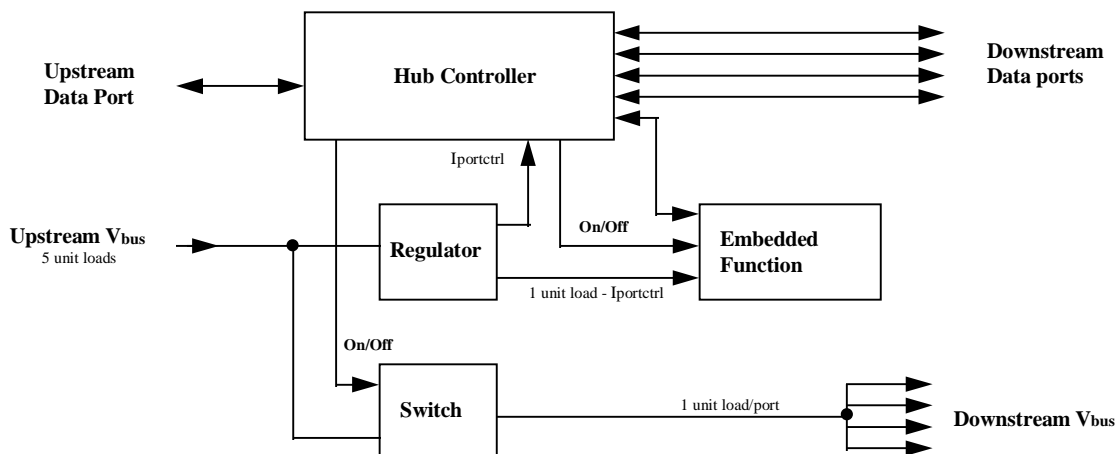 Upstream
Data Port
Hub Controller
Downstream
Data ports
Iportctrl
Upstream Vbus
5 unit loads
Regulator
On/Off
Embedded
Function
1 unit load - Iportctrl
On/Off
Switch
1 unit load/port
Downstream Vbus